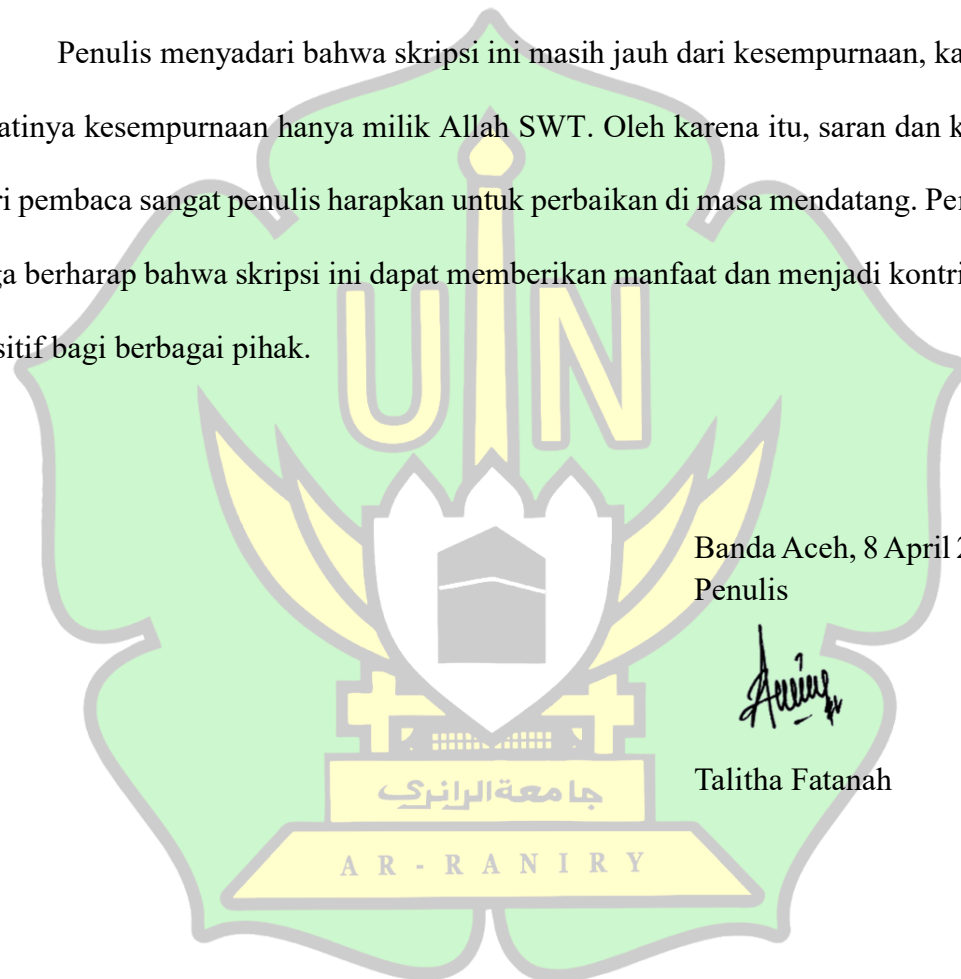 Penulis menyadari bahwa skripsi ini masih jauh dari kesempurnaan, ka
atinya kesempurnaan hanya milik Allah SWT. Oleh karena itu, saran dan k
ri pembaca sangat penulis harapkan untuk perbaikan di masa mendatang. Pe
ga berharap bahwa skripsi ini dapat memberikan manfaat dan menjadi kontri
sitif bagi berbagai pihak.
UIN
Banda Aceh, 8 April 2
Penulis
Talitha Fatanah
جامعة الرانري
AR-RANIRY